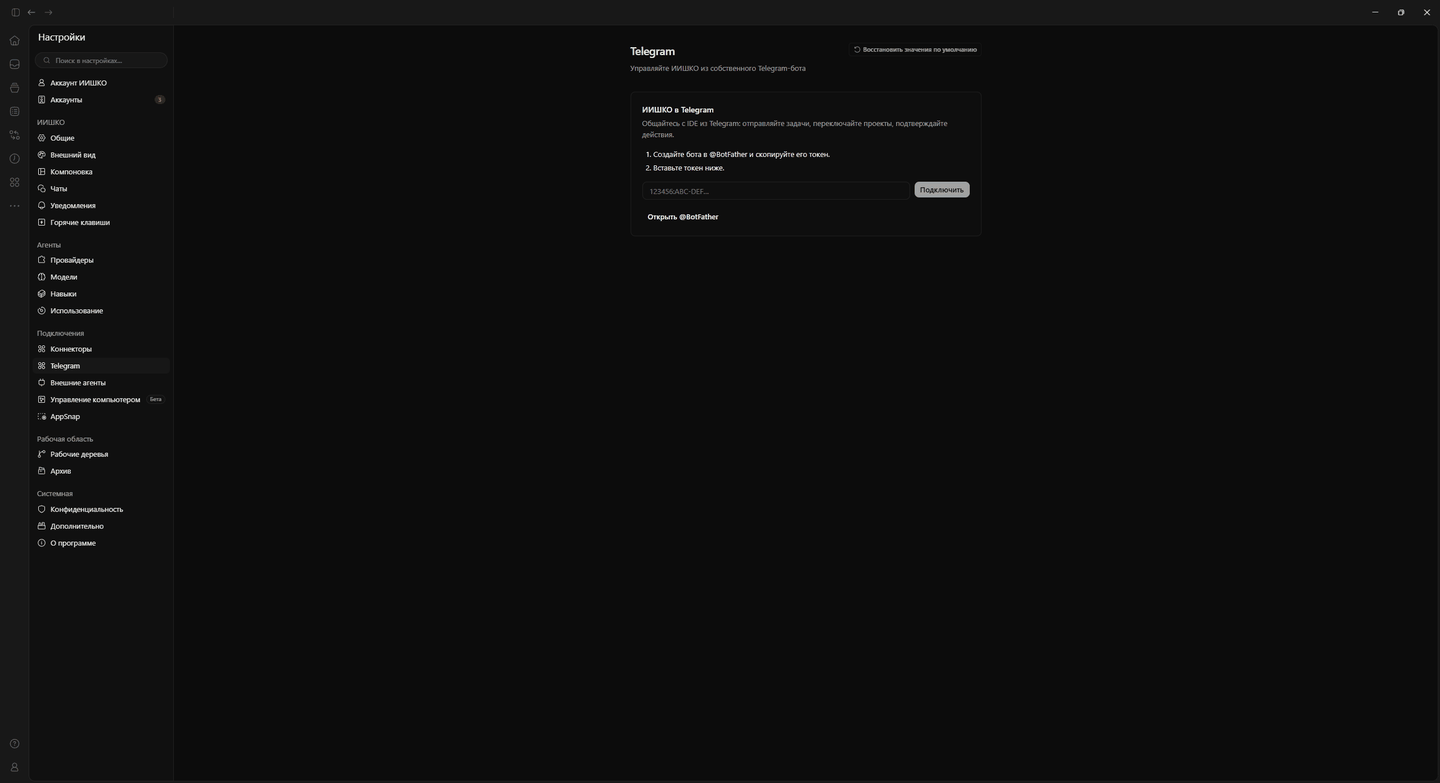 Настройки
Поиск в настройках...
Аккаунт ИИШКО
Аккаунты
5
ИИШКО
Общие
Внешний вид
Компоновка
Чаты
Уведомления
Горячие клавиши
Агенты
Провайдеры
Модели
Навыки
Использование
Подключения
Коннекторы
Telegram
Внешние агенты
Управление компьютером Бета
AppSnap
Рабочая область
Рабочие деревья
Архив
Системная
Конфиденциальность
Дополнительно
О программе
Telegram
Восстановить значения по умолчанию
Управляйте ИИШКО из собственного Telegram-бота
ИИШКО в Telegram
Общайтесь с IDE из Telegram: отправляйте задачи, переключайте проекты, подтверждайте
действия.
1. Создайте бота в @BotFather и скопируйте его токен.
2. Вставьте токен ниже.
123456:ABC-DEF...
Подключить
Открыть @BotFather